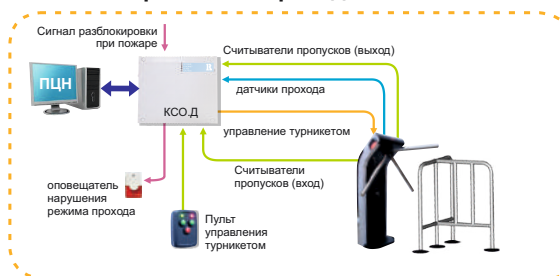 Сигнал разблокировки
при пожаре
Считыватели пропусков (выход)
ПЦН
датчики прохода
КСО.Д
управление турникетом
Считыватели
пропусков (вход)
оповещатель
нарушения
режима прохода
Пульт
управления
турникетом